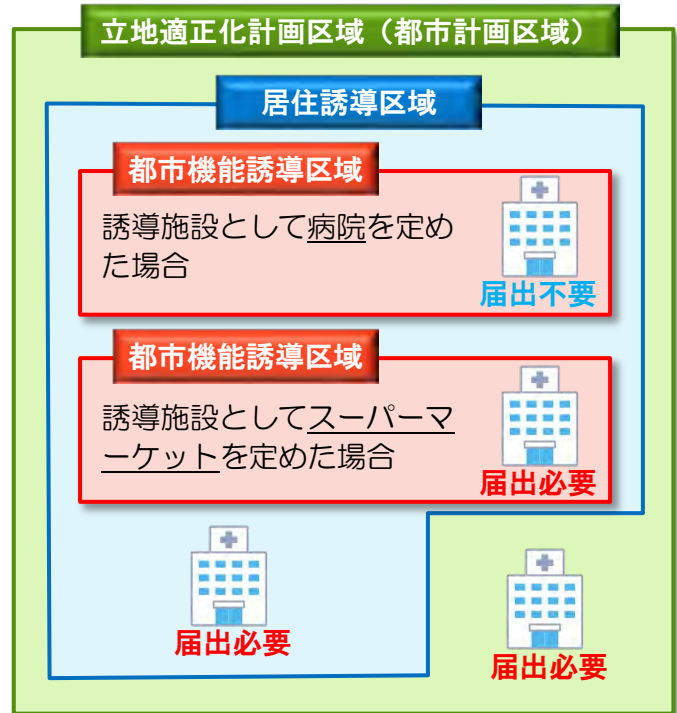 立地適正化計画区域（都市計画区域）
居住誘導区域
都市機能誘導区域
誘導施設として病院を定め
た場合
届出不要
都市機能誘導区域
誘導施設としてスーパーマ
ーケットを定めた場合
届出必要
届出必要
届出必要